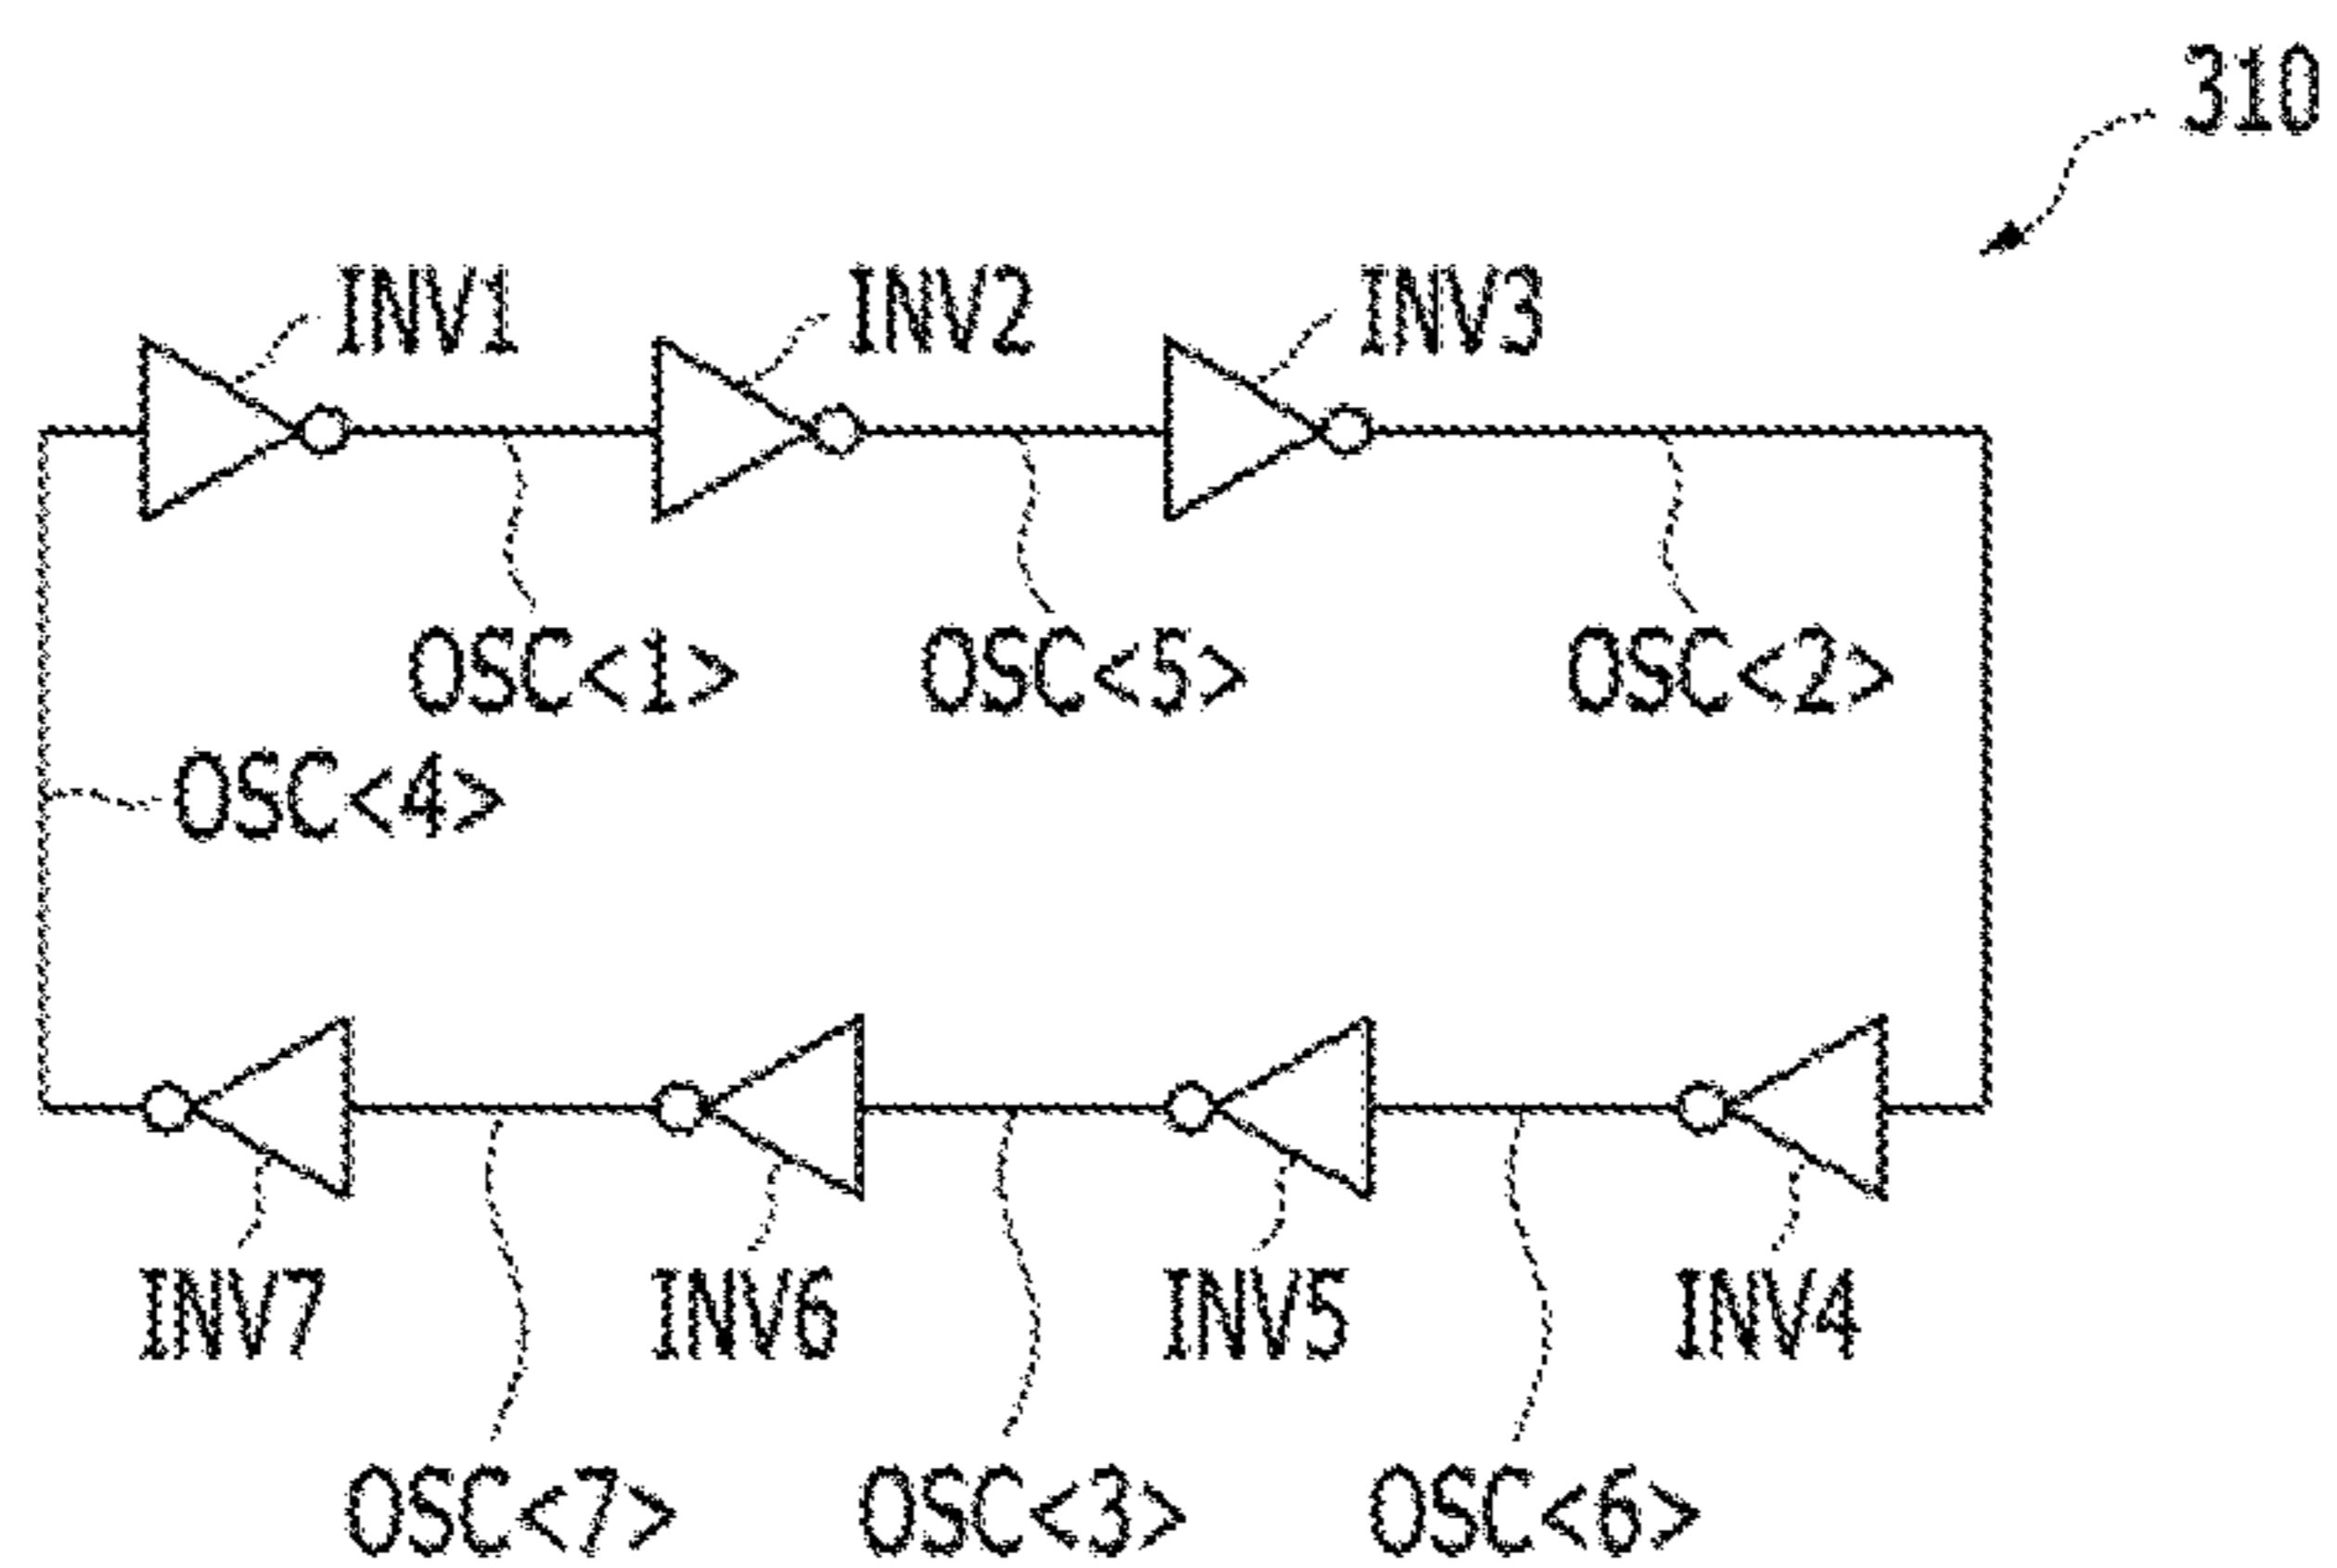 310
INV1
INV2
INV3
OSC<1>
OSC<5>
OSC<2>
OSC<4>
INV7
INV6
INV5
INV4
OSC<7>
OSC<3>
OSC<6>